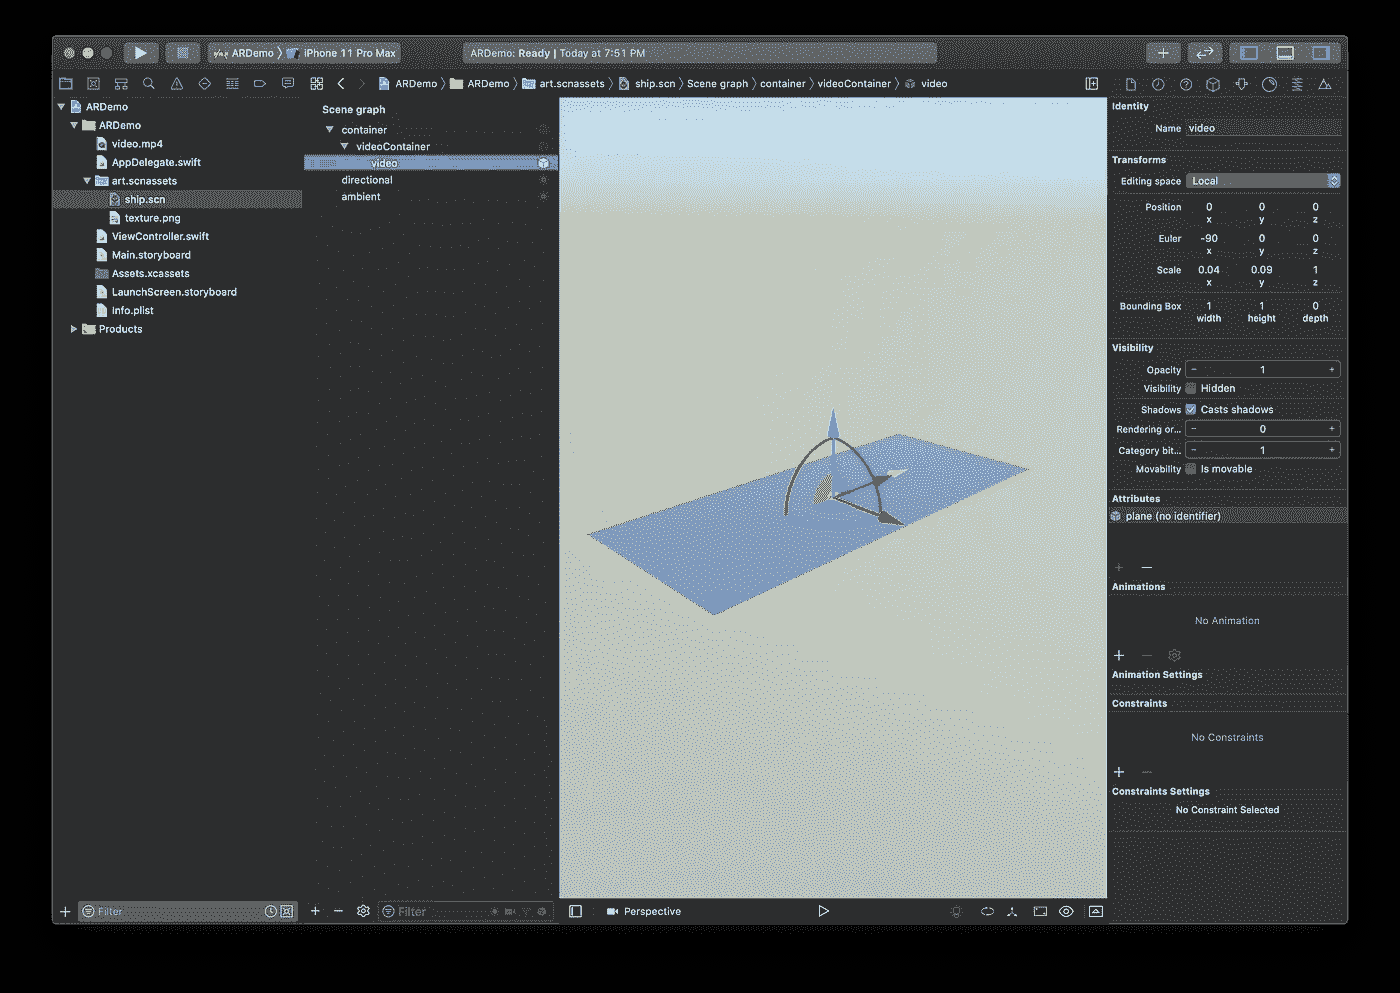 ARDemo iPhone 11 Pro Max
ARDemo: Ready | Today at 7:51 PM
ARDemo ARDemo art.scnassets ship.scn Scene graph container videoContainer video
ARDemo
ARDemo
video.mp4
AppDelegate.swift
art.scnassets
ship.scn
texture.png
ViewController.swift
Main.storyboard
Assets.xcassets
LaunchScreen.storyboard
Info.plist
Products
Filter
Scene graph
container
videoContainer
video
directional
ambient
Filter
Perspective
Identity
Name video
Transforms
Editing space Local
Position 0 0 0
x y z
Euler -90 0 0
x y z
Scale 0.04 0.09 1
x y z
Bounding Box 1 1 0
width height depth
Visibility
Opacity − 1 +
Visibility Hidden
Shadows Casts shadows
Rendering or... − 0 +
Category bit... − 1 +
Movability Is movable
Attributes
plane (no identifier)
Animations
No Animation
Animation Settings
Constraints
No Constraints
Constraints Settings
No Constraint Selected